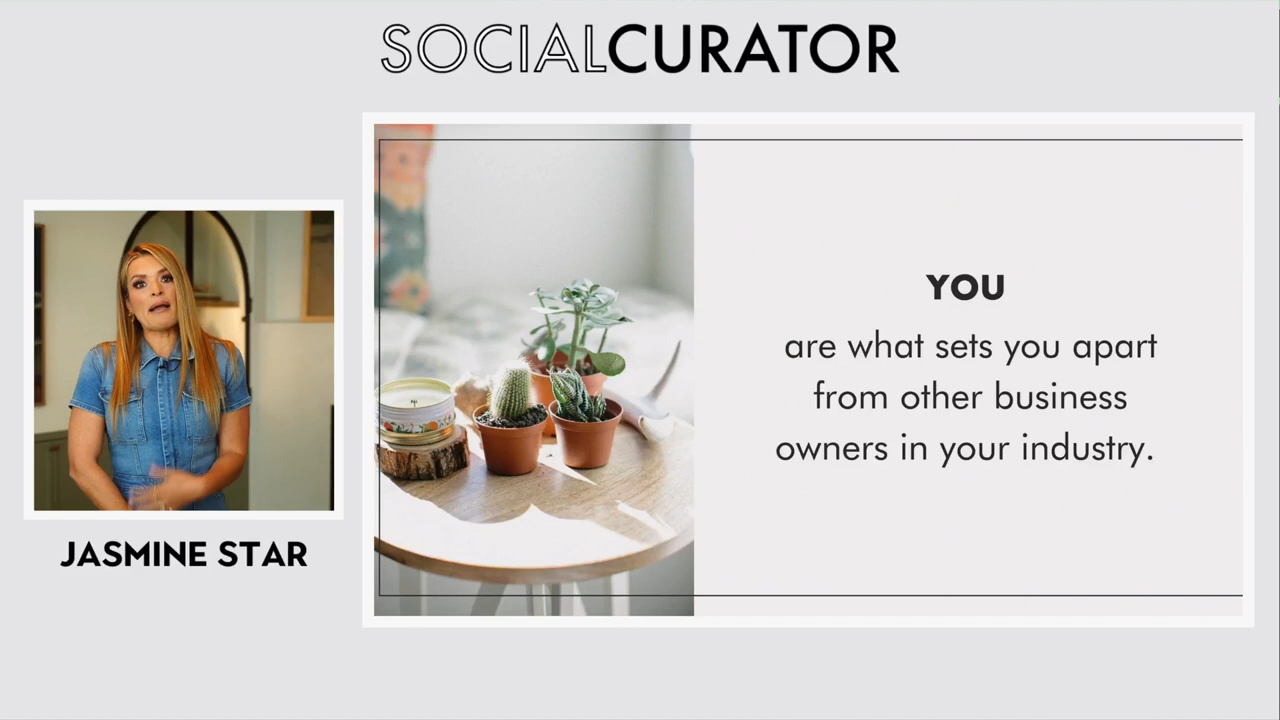 SOCIALCURATOR
YOU
are what sets you apart
from other business
owners in your industry.
JASMINE STAR